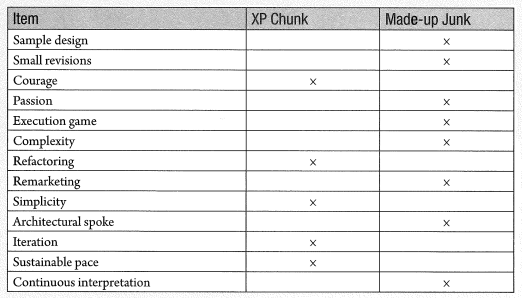 Item XP Chunk Made-up Junk
Sample design ×
Small revisions ×
Courage ×
Passion ×
Execution game ×
Complexity ×
Refactoring ×
Remarketing ×
Simplicity ×
Architectural spoke ×
Iteration ×
Sustainable pace ×
Continuous interpretation ×